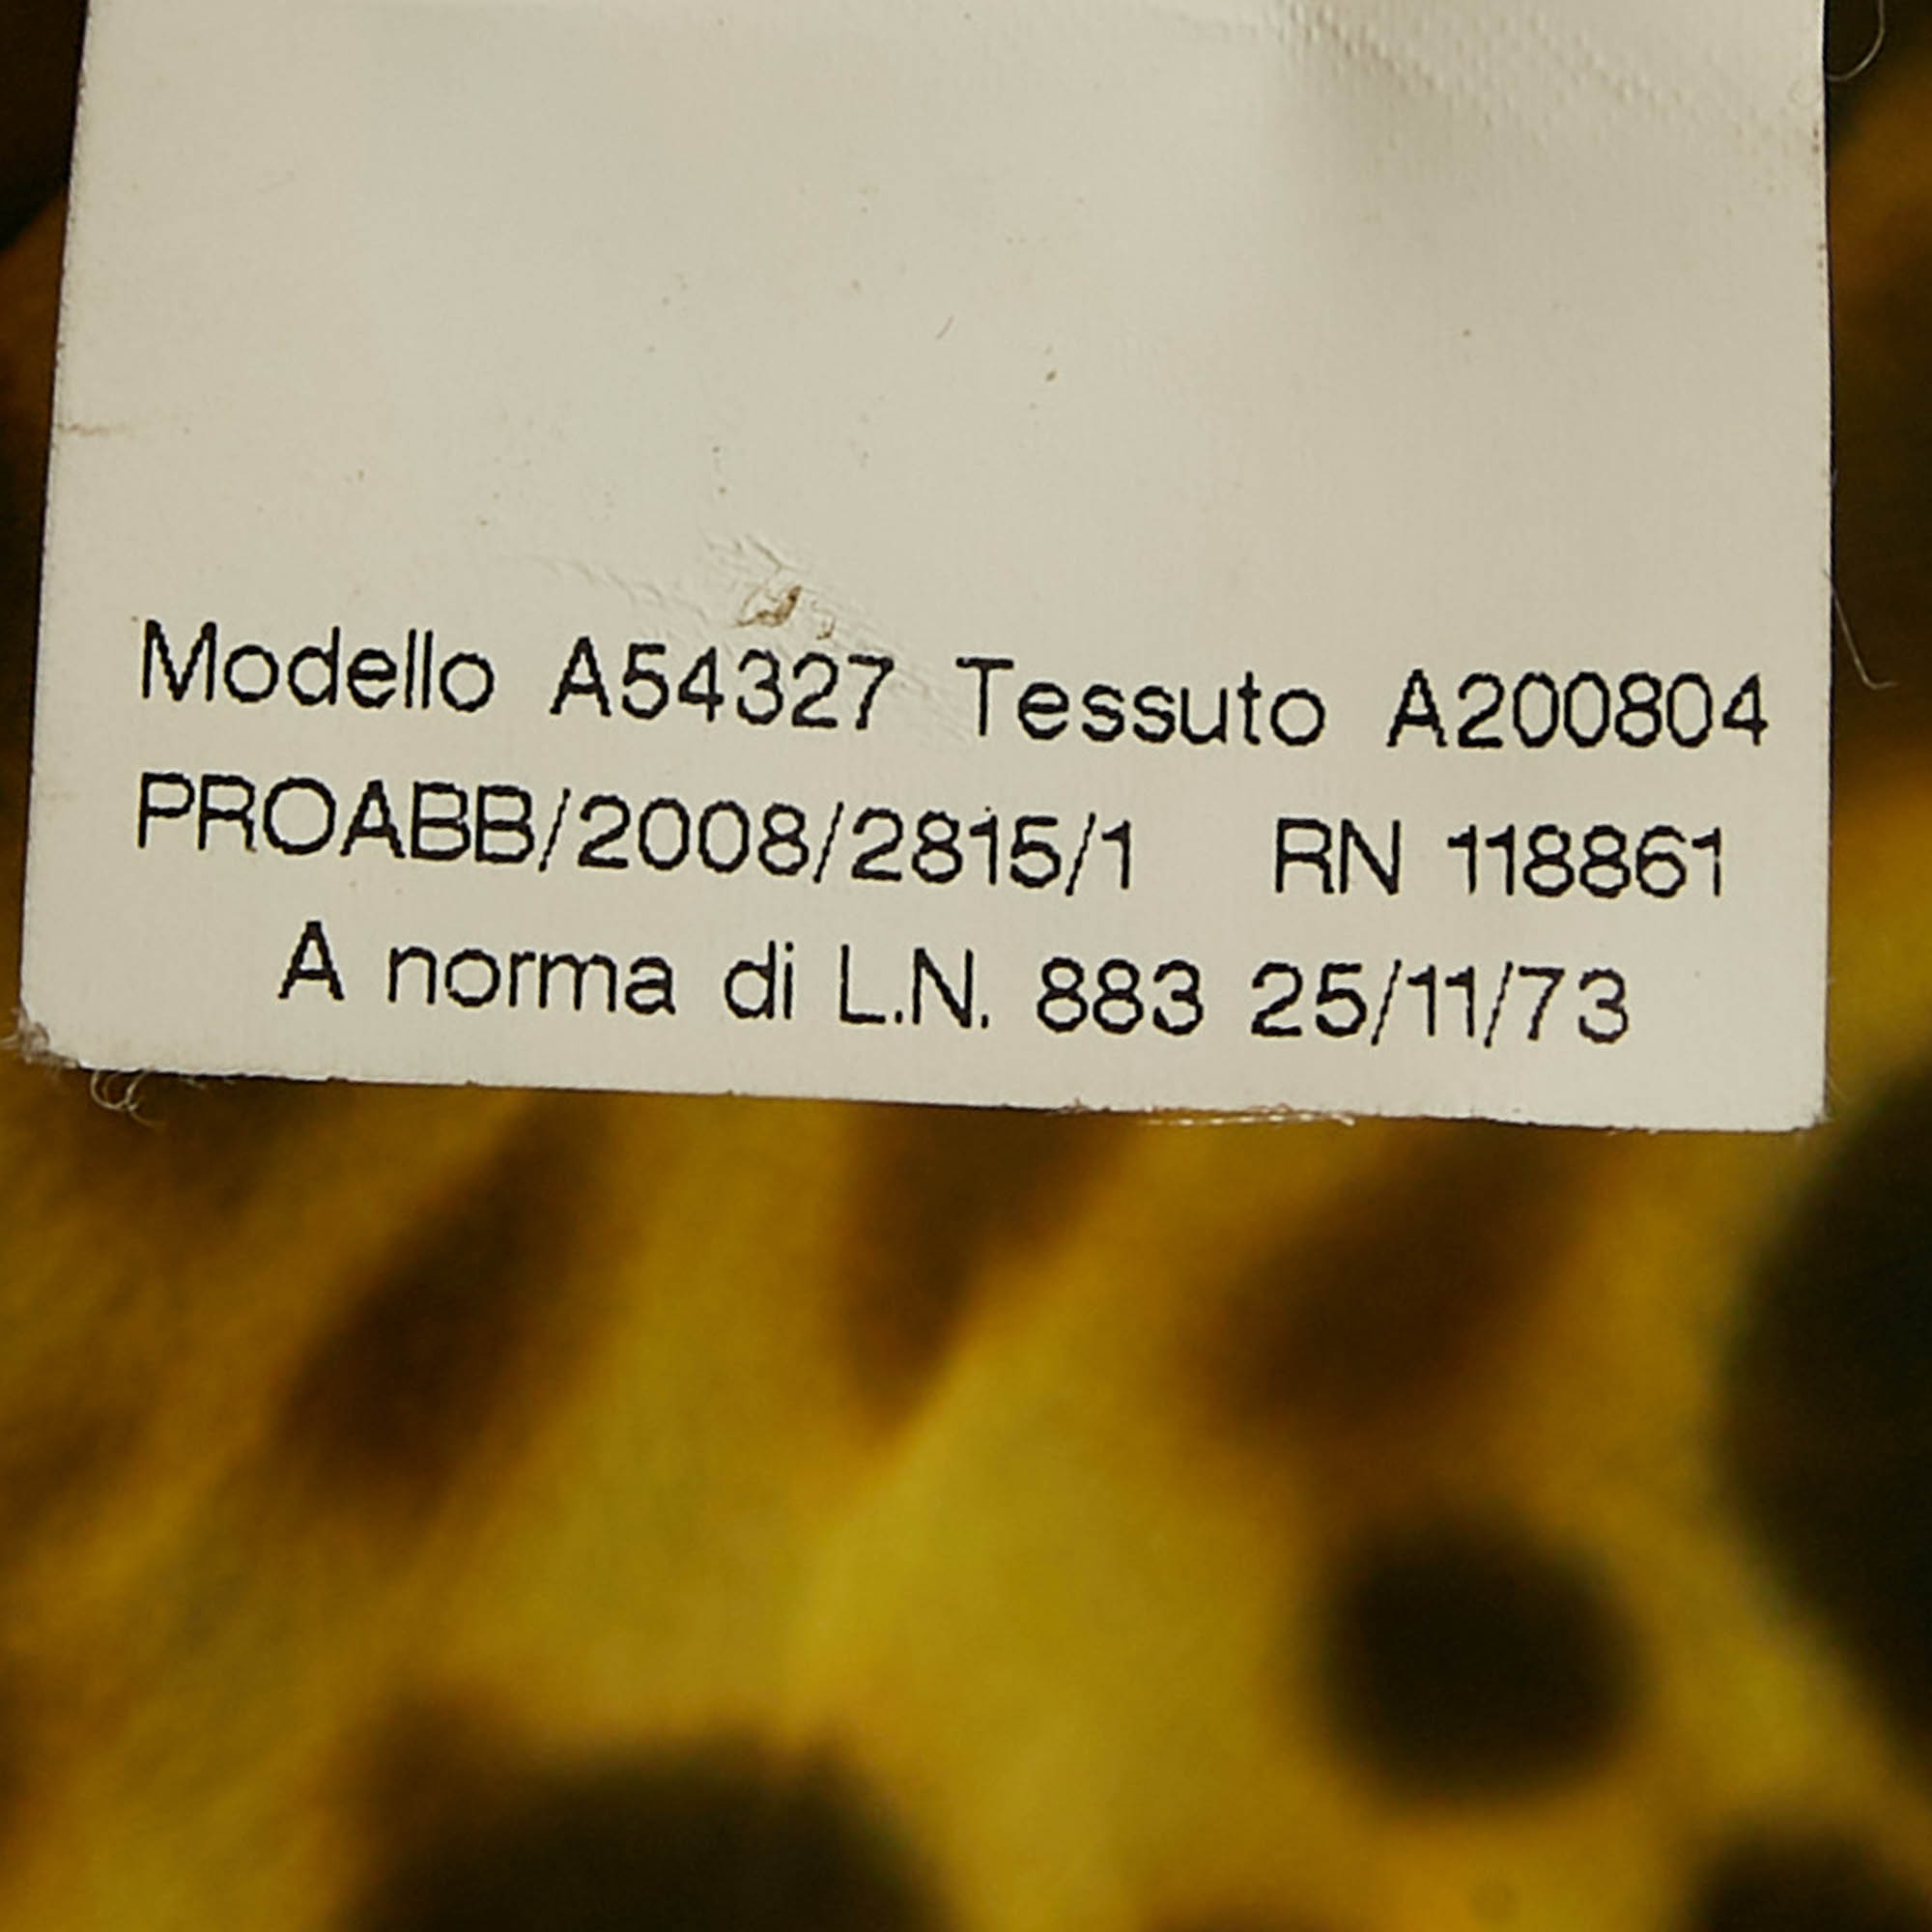 Modello A54327 Tessuto A200804
PROABB/2008/2815/1 RN 118861
A norma di L.N. 883 25/11/73